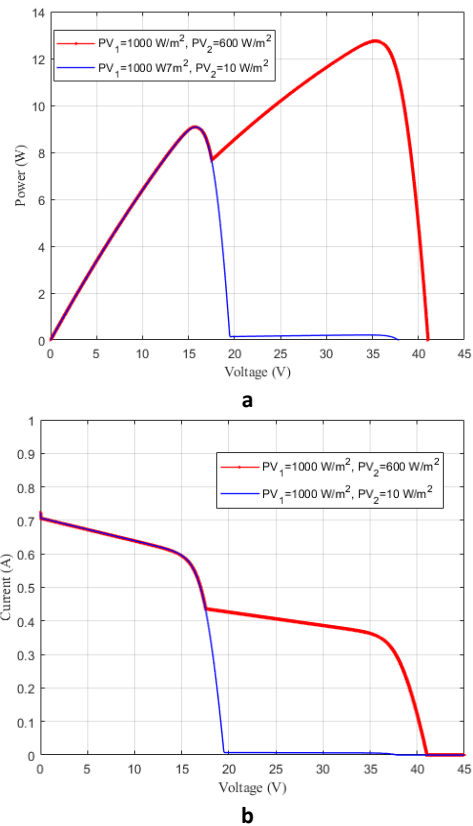 14
12
10
8
6
4
2
0
Power (W)
PV1=1000 W/m2, PV2=600 W/m2
PV1=1000 W7m2, PV2=10 W/m2
0 5 10 15 20 25 30 35 40 45
Voltage (V)
a
1
0.9
0.8
0.7
0.6
0.5
0.4
0.3
0.2
0.1
0
Current (A)
PV1=1000 W/m2, PV2=600 W/m2
PV1=1000 W/m2, PV2=10 W/m2
0 5 10 15 20 25 30 35 40 45
Voltage (V)
b